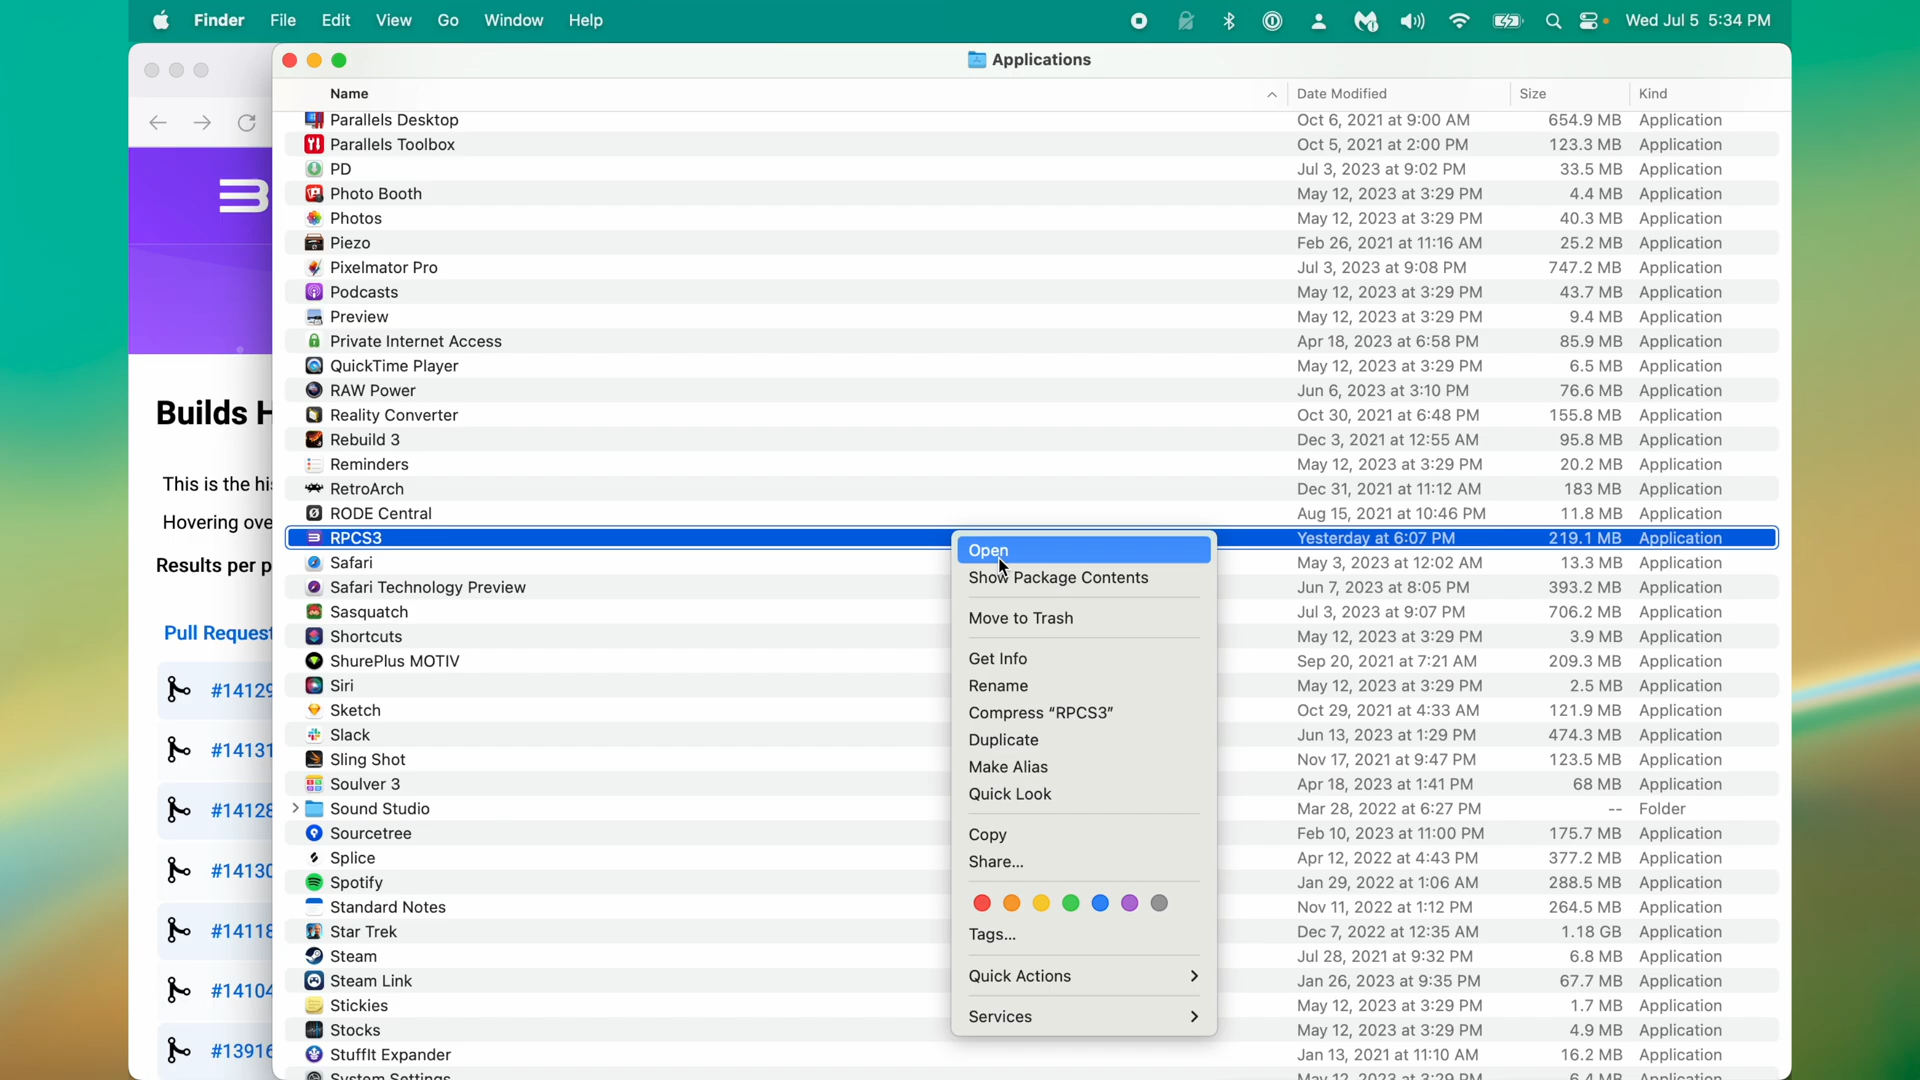 Finder File Edit View Go Window Help Wed Jul 5 5:34 PM
Applications
Name Date Modified Size Kind
Parallels Desktop Oct 6, 2021 at 9:00 AM 654.9 MB Application
Parallels Toolbox Oct 5, 2021 at 2:00 PM 123.3 MB Application
PD Jul 3, 2023 at 9:02 PM 33.5 MB Application
Photo Booth May 12, 2023 at 3:29 PM 4.4 MB Application
Photos May 12, 2023 at 3:29 PM 40.3 MB Application
Piezo Feb 26, 2021 at 11:16 AM 25.2 MB Application
Pixelmator Pro Jul 3, 2023 at 9:08 PM 747.2 MB Application
Podcasts May 12, 2023 at 3:29 PM 43.7 MB Application
Preview May 12, 2023 at 3:29 PM 9.4 MB Application
Private Internet Access Apr 18, 2023 at 6:58 PM 85.9 MB Application
QuickTime Player May 12, 2023 at 3:29 PM 6.5 MB Application
RAW Power Jun 6, 2023 at 3:10 PM 76.6 MB Application
Reality Converter Oct 30, 2021 at 6:48 PM 155.8 MB Application
Rebuild 3 Dec 3, 2021 at 12:55 AM 95.8 MB Application
Reminders May 12, 2023 at 3:29 PM 20.2 MB Application
RetroArch Dec 31, 2021 at 11:12 AM 183 MB Application
RODE Central Aug 15, 2021 at 10:46 PM 11.8 MB Application
RPCS3 Yesterday at 6:07 PM 219.1 MB Application
Safari May 3, 2023 at 12:02 AM 13.3 MB Application
Safari Technology Preview Jun 7, 2023 at 8:05 PM 393.2 MB Application
Sasquatch Jul 3, 2023 at 9:07 PM 706.2 MB Application
Shortcuts May 12, 2023 at 3:29 PM 3.9 MB Application
ShurePlus MOTIV Sep 20, 2021 at 7:21 AM 209.3 MB Application
Siri May 12, 2023 at 3:29 PM 2.5 MB Application
Sketch Oct 29, 2021 at 4:33 AM 121.9 MB Application
Slack Jun 13, 2023 at 1:29 PM 474.3 MB Application
Sling Shot Nov 17, 2021 at 9:47 PM 123.5 MB Application
Soulver 3 Apr 18, 2023 at 1:41 PM 68 MB Application
Sound Studio Mar 28, 2022 at 6:27 PM -- Folder
Sourcetree Feb 10, 2023 at 11:00 PM 175.7 MB Application
Splice Apr 12, 2022 at 4:43 PM 377.2 MB Application
Spotify Jan 29, 2022 at 1:06 AM 288.5 MB Application
Standard Notes Nov 11, 2022 at 1:12 PM 264.5 MB Application
Star Trek Dec 7, 2022 at 12:35 AM 1.18 GB Application
Steam Jul 28, 2021 at 9:32 PM 6.8 MB Application
Steam Link Jan 26, 2023 at 9:35 PM 67.7 MB Application
Stickies May 12, 2023 at 3:29 PM 1.7 MB Application
Stocks May 12, 2023 at 3:29 PM 4.9 MB Application
StuffIt Expander Jan 13, 2021 at 11:10 AM 16.2 MB Application
System Settings May 12, 2023 at 3:29 PM 6.4 MB Application
Open
Show Package Contents
Move to Trash
Get Info
Rename
Compress “RPCS3”
Duplicate
Make Alias
Quick Look
Copy
Share...
Tags...
Quick Actions
Services
Builds H
This is the his
Hovering ove
Results per p
Pull Request
#14129
#14131
#14128
#14130
#14118
#14104
#13916